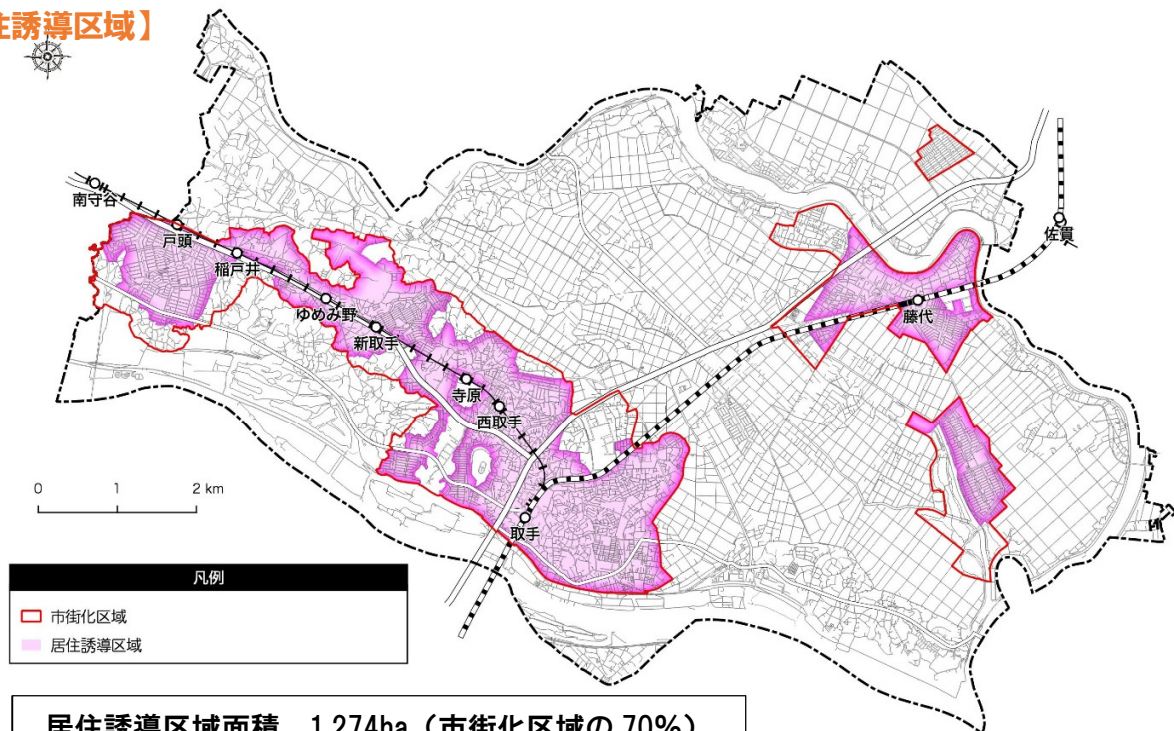 住誘導区域】
南守谷
戸頭
稲戸井
ゆめみ野
新取手
寺原
西取手
取手
藤代
佐貫
0 1 2 km
凡例
市街化区域
居住誘導区域
居住誘導区域面積 1,274ha（市街化区域の 70%）